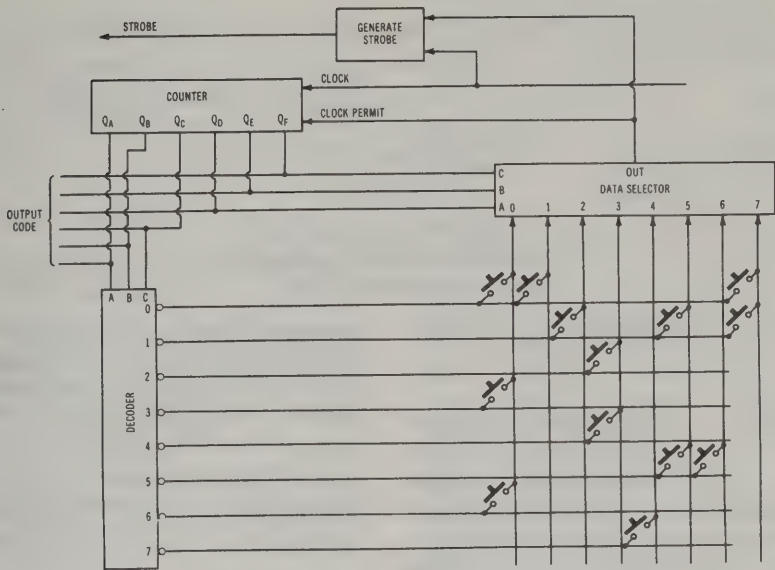 STROBE
GENERATE
STROBE
CLOCK
COUNTER
CLOCK PERMIT
QA QB QC QD QE QF
OUTPUT
CODE
OUT
DATA SELECTOR
C
B
A
0 1 2 3 4 5 6 7
A B C
DECODER
0
1
2
3
4
5
6
7